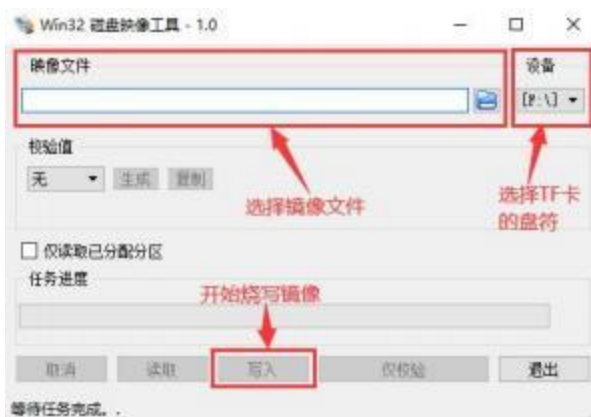 Win32 磁盘映像工具 - 1.0
映像文件
设备
[F:\]
校验值
无
生成
复制
选择镜像文件
选择TF卡
的盘符
仅读取已分配分区
任务进度
开始烧写镜像
取消
读取
写入
仅校验
退出
等待任务完成。.